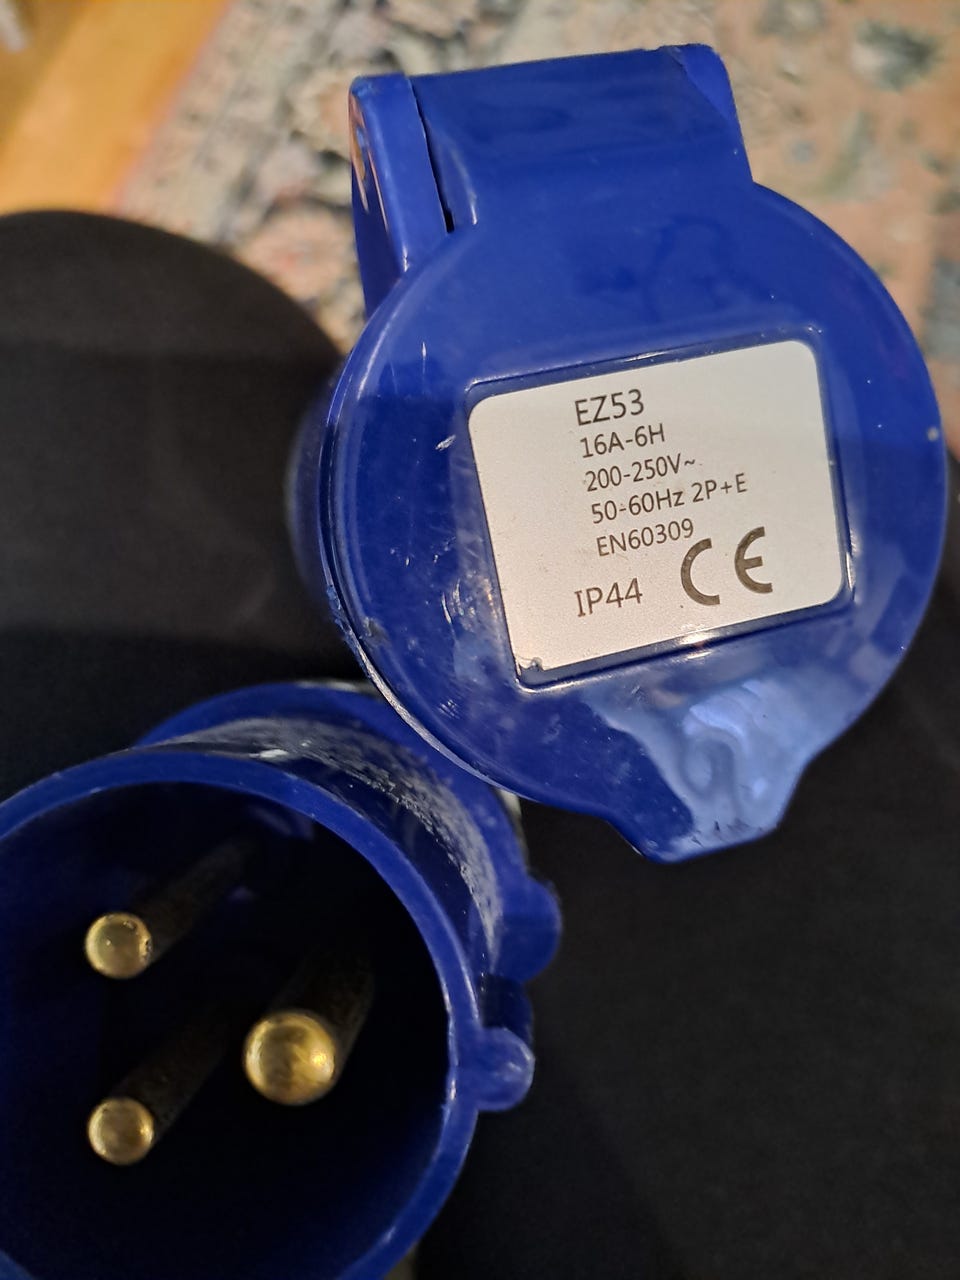 EZ53
16A-6H
200-250V~
50-60Hz 2P+E
EN60309
IP44 CE